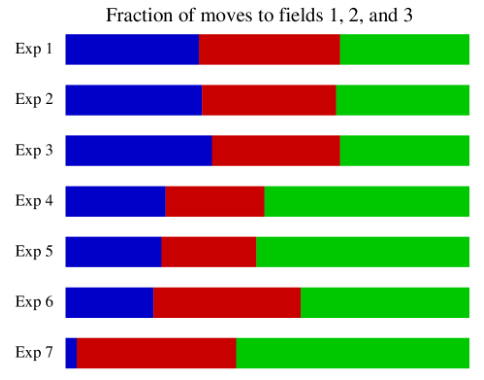 Fraction of moves to fields 1, 2, and 3
Exp 1
Exp 2
Exp 3
Exp 4
Exp 5
Exp 6
Exp 7